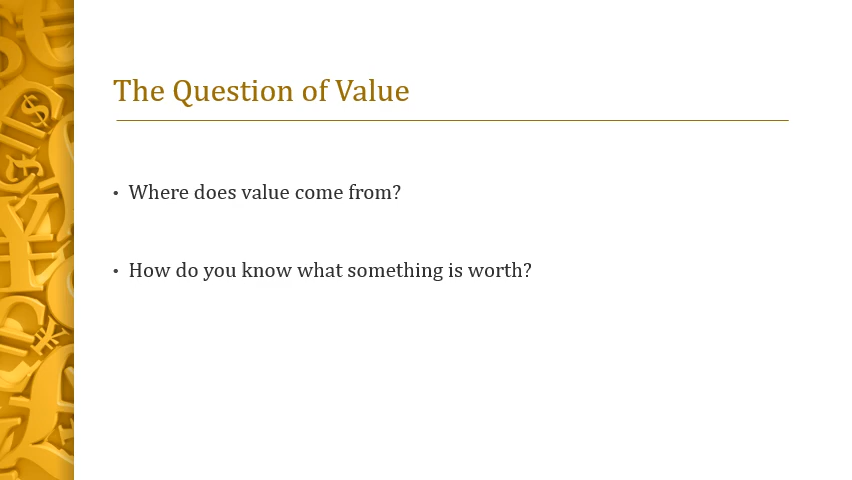 The Question of Value
• Where does value come from?
• How do you know what something is worth?